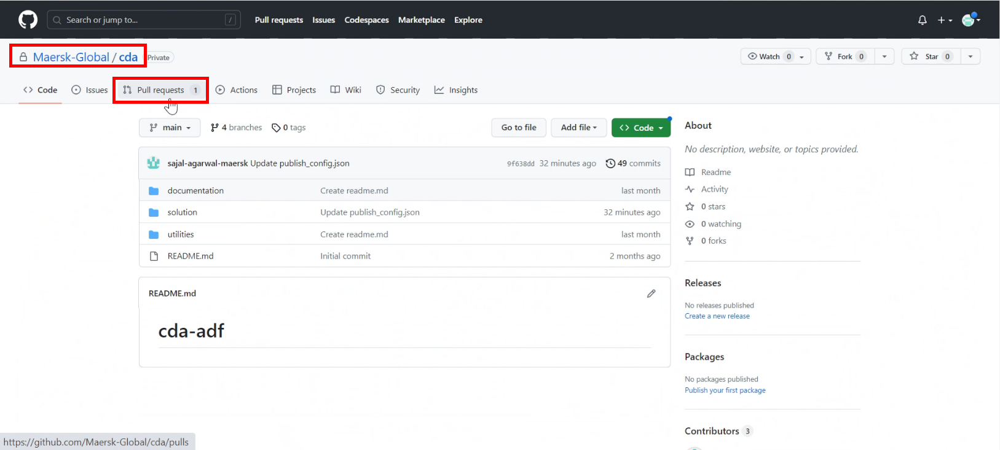 Search or jump to... / Pull requests Issues Codespaces Marketplace Explore
Maersk-Global / cda Private Watch 0 Fork 0 Star 0
Code Issues Pull requests 1 Actions Projects Wiki Security Insights
main 4 branches 0 tags Go to file Add file Code
About
No description, website, or topics provided.
sajal-agarwal-maersk Update publish_config.json 9f638dd 32 minutes ago 49 commits
documentation Create readme.md last month
solution Update publish_config.json 32 minutes ago
utilities Create readme.md last month
README.md Initial commit 2 months ago
Readme
Activity
0 stars
0 watching
0 forks
README.md
cda-adf
Releases
No releases published
Create a new release
Packages
No packages published
Publish your first package
Contributors 3
https://github.com/Maersk-Global/cda/pulls